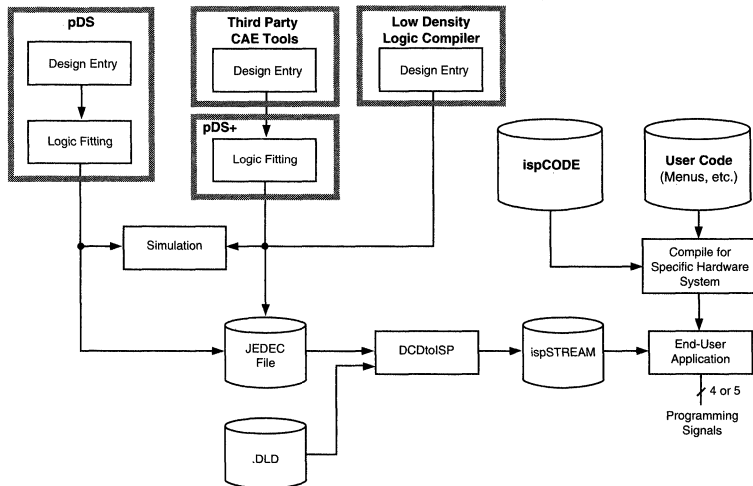 pDS
Design Entry
Logic Fitting
Third Party
CAE Tools
Design Entry
pDS+
Logic Fitting
Low Density
Logic Compiler
Design Entry
ispCODE
User Code
(Menus, etc.)
Simulation
Compile for
Specific Hardware
System
JEDEC
File
DCDtoISP
ispSTREAM
End-User
Application
4 or 5
Programming
Signals
.DLD